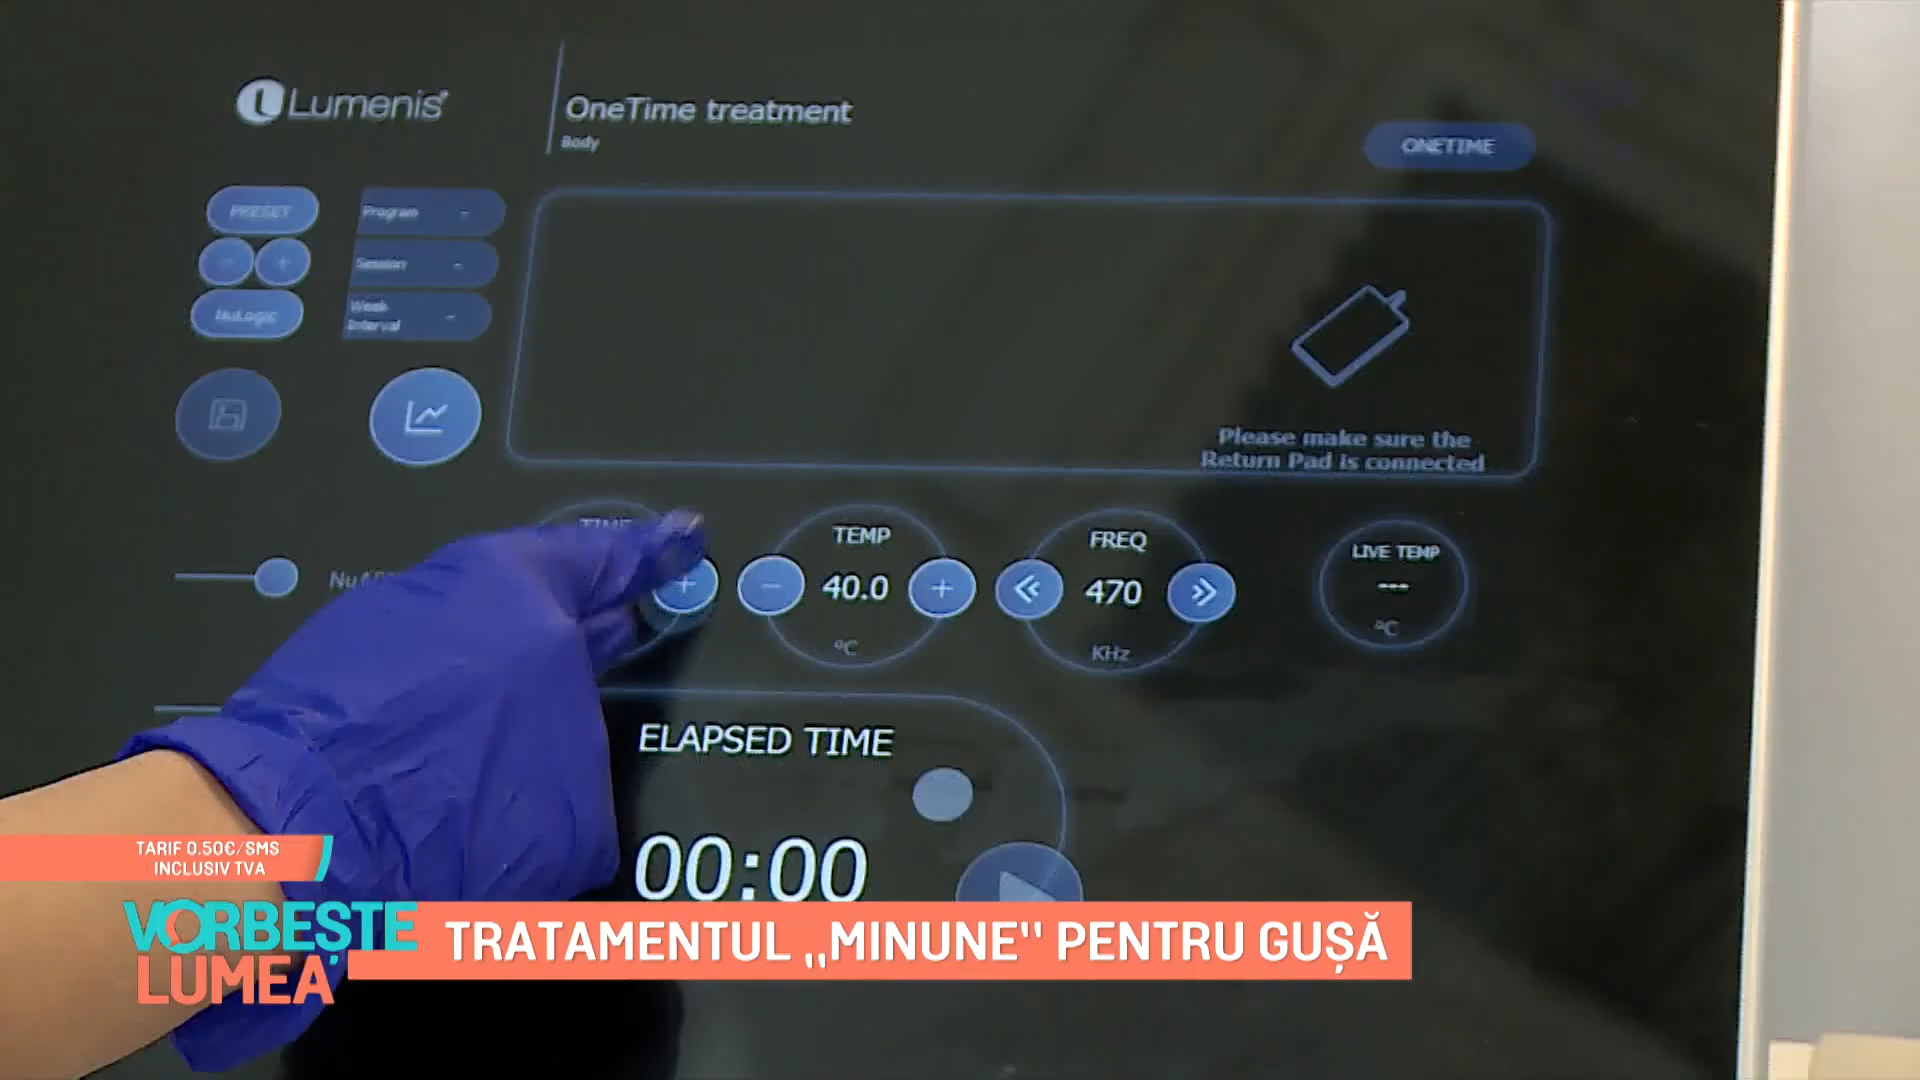 Lumenis
OneTime treatment
Body
ONETIME
PRESET
Program -
Session -
NuLogic
Week
Interval -
Please make sure the
Return Pad is connected
TIME
TEMP
40.0
°C
FREQ
470
KHz
LIVE TEMP
---
°C
ELAPSED TIME
00:00
TARIF 0.50€/SMS
INCLUSIV TVA
VORBEȘTE
LUMEA
TRATAMENTUL „MINUNE" PENTRU GUȘĂ